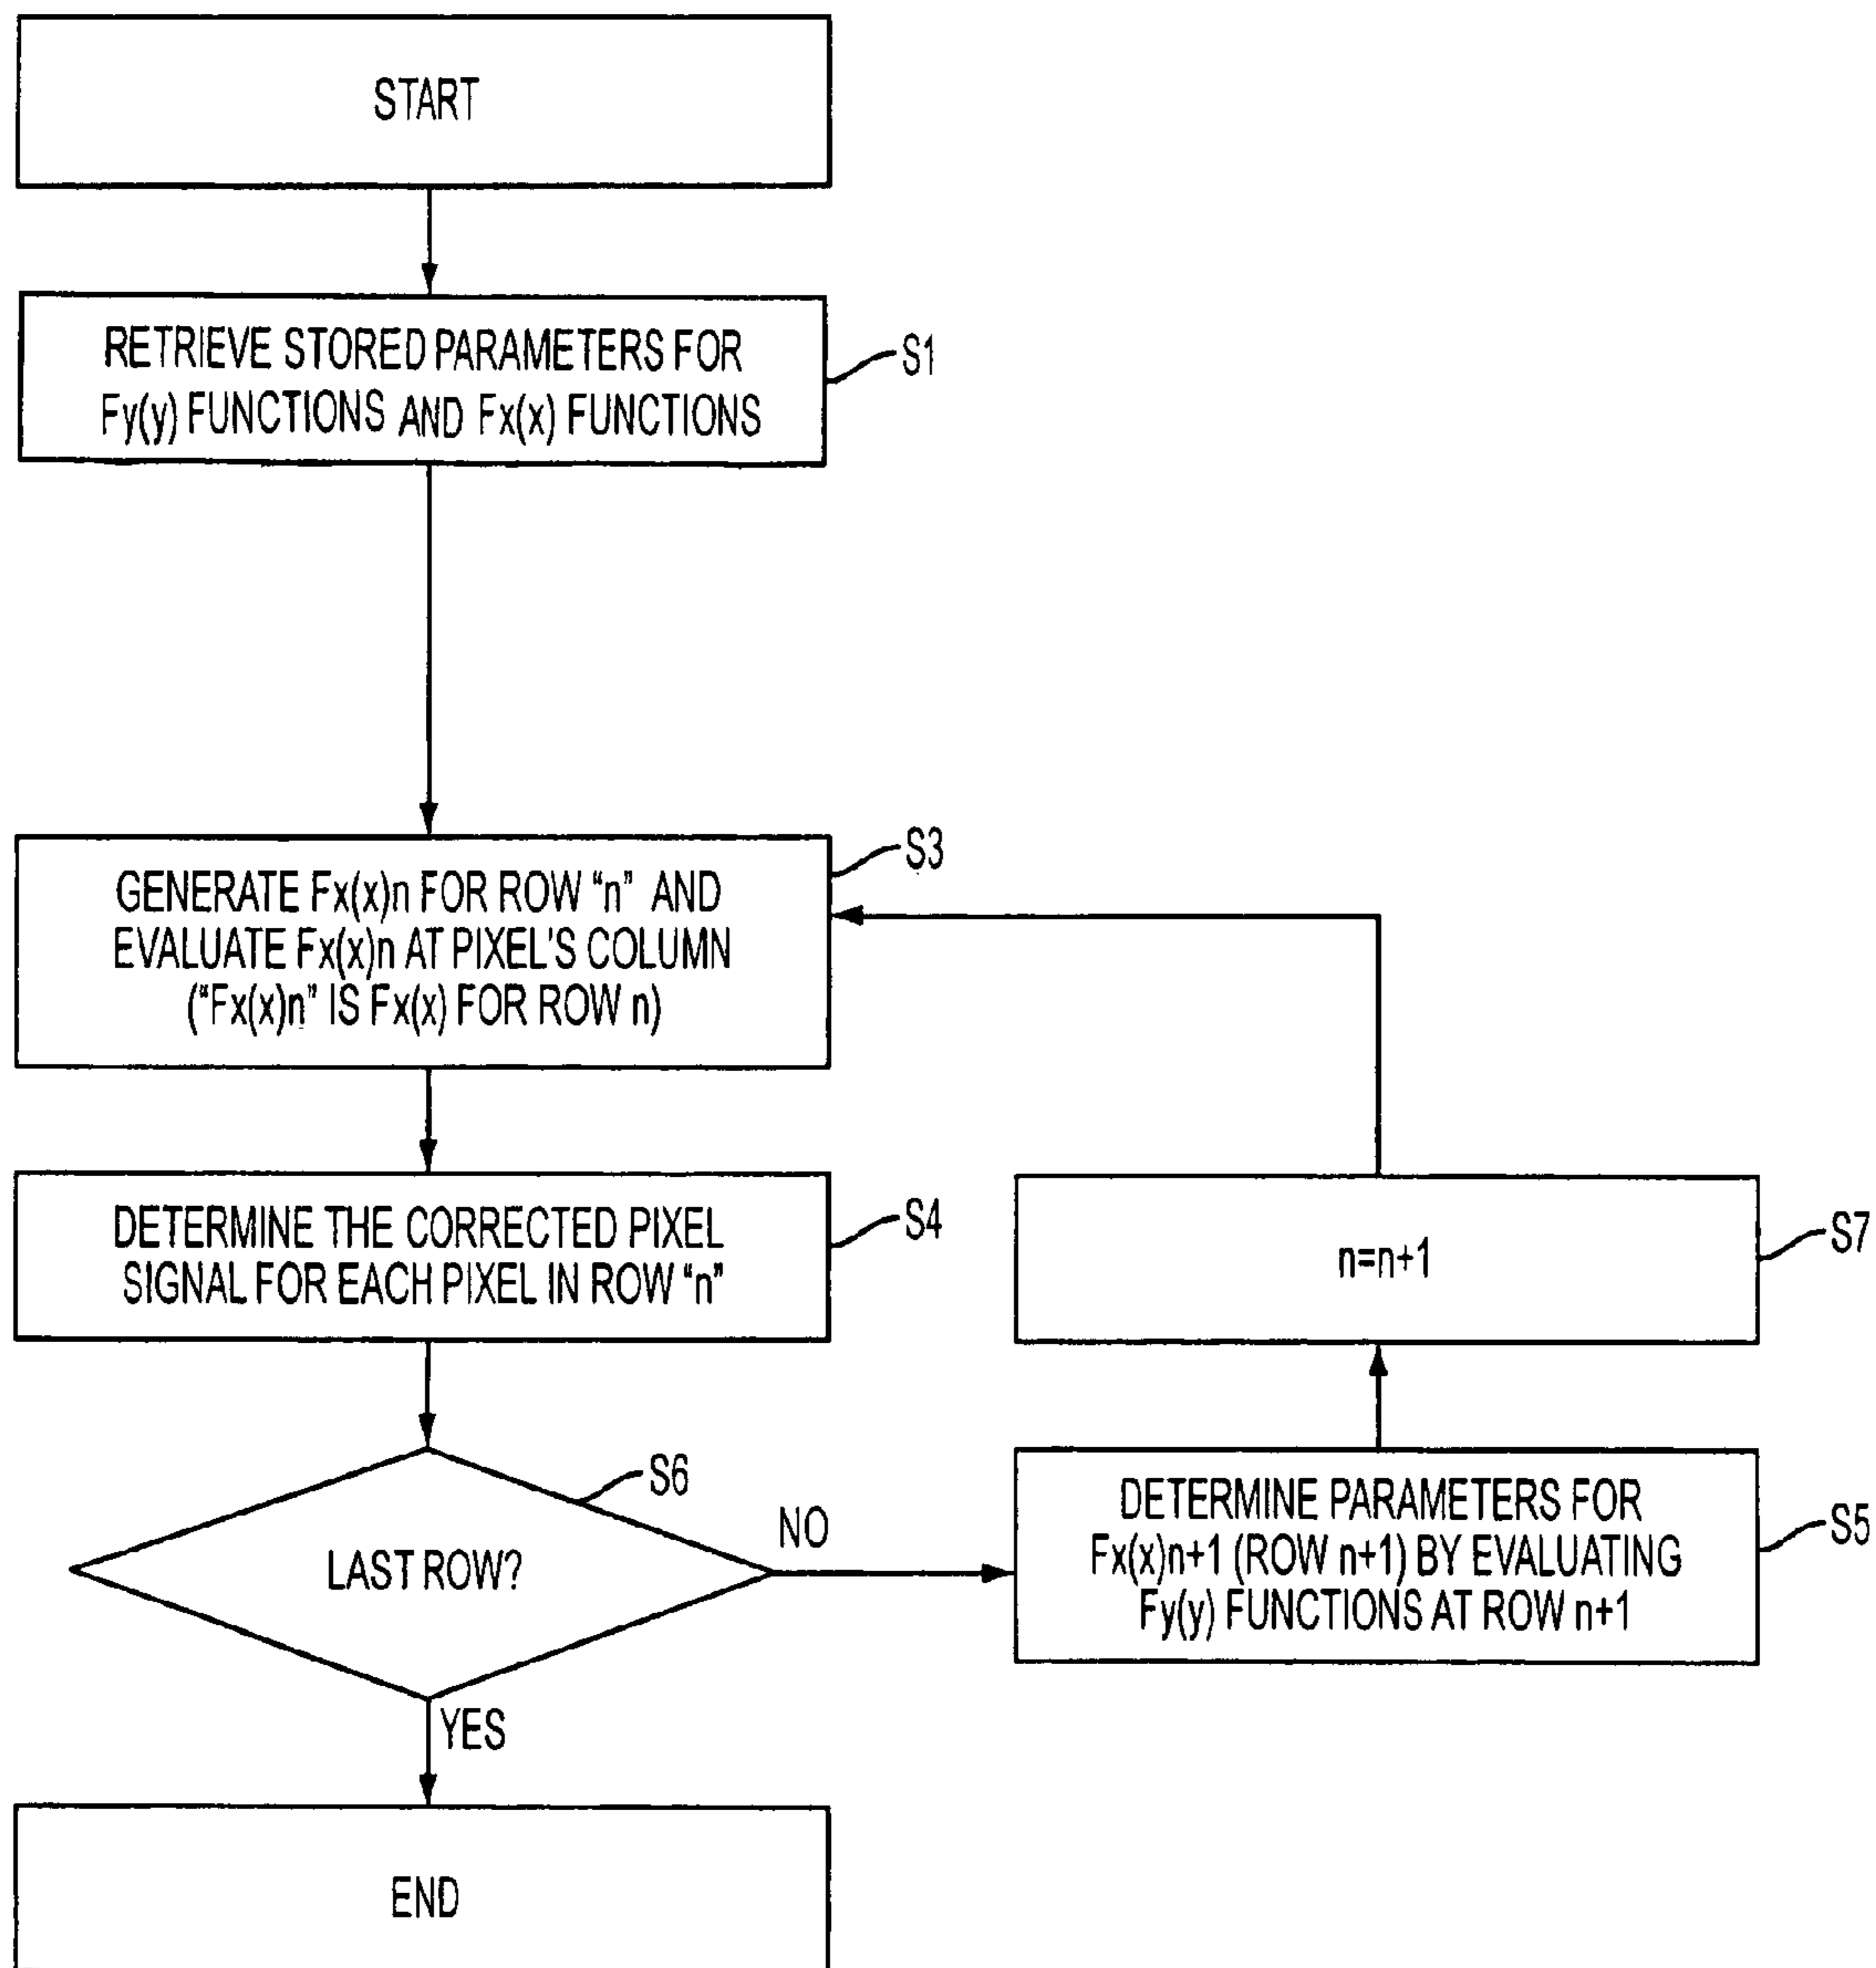 START
RETRIEVE STORED PARAMETERS FOR
Fy(y) FUNCTIONS AND Fx(x) FUNCTIONS
S1
S3
GENERATE Fx(x)n FOR ROW “n” AND
EVALUATE Fx(x)n AT PIXEL'S COLUMN
(“Fx(x)n” IS Fx(x) FOR ROW n)
DETERMINE THE CORRECTED PIXEL
SIGNAL FOR EACH PIXEL IN ROW “n”
S4
n=n+1
S7
S6
LAST ROW?
NO
YES
DETERMINE PARAMETERS FOR
Fx(x)n+1 (ROW n+1) BY EVALUATING
Fy(y) FUNCTIONS AT ROW n+1
S5
END